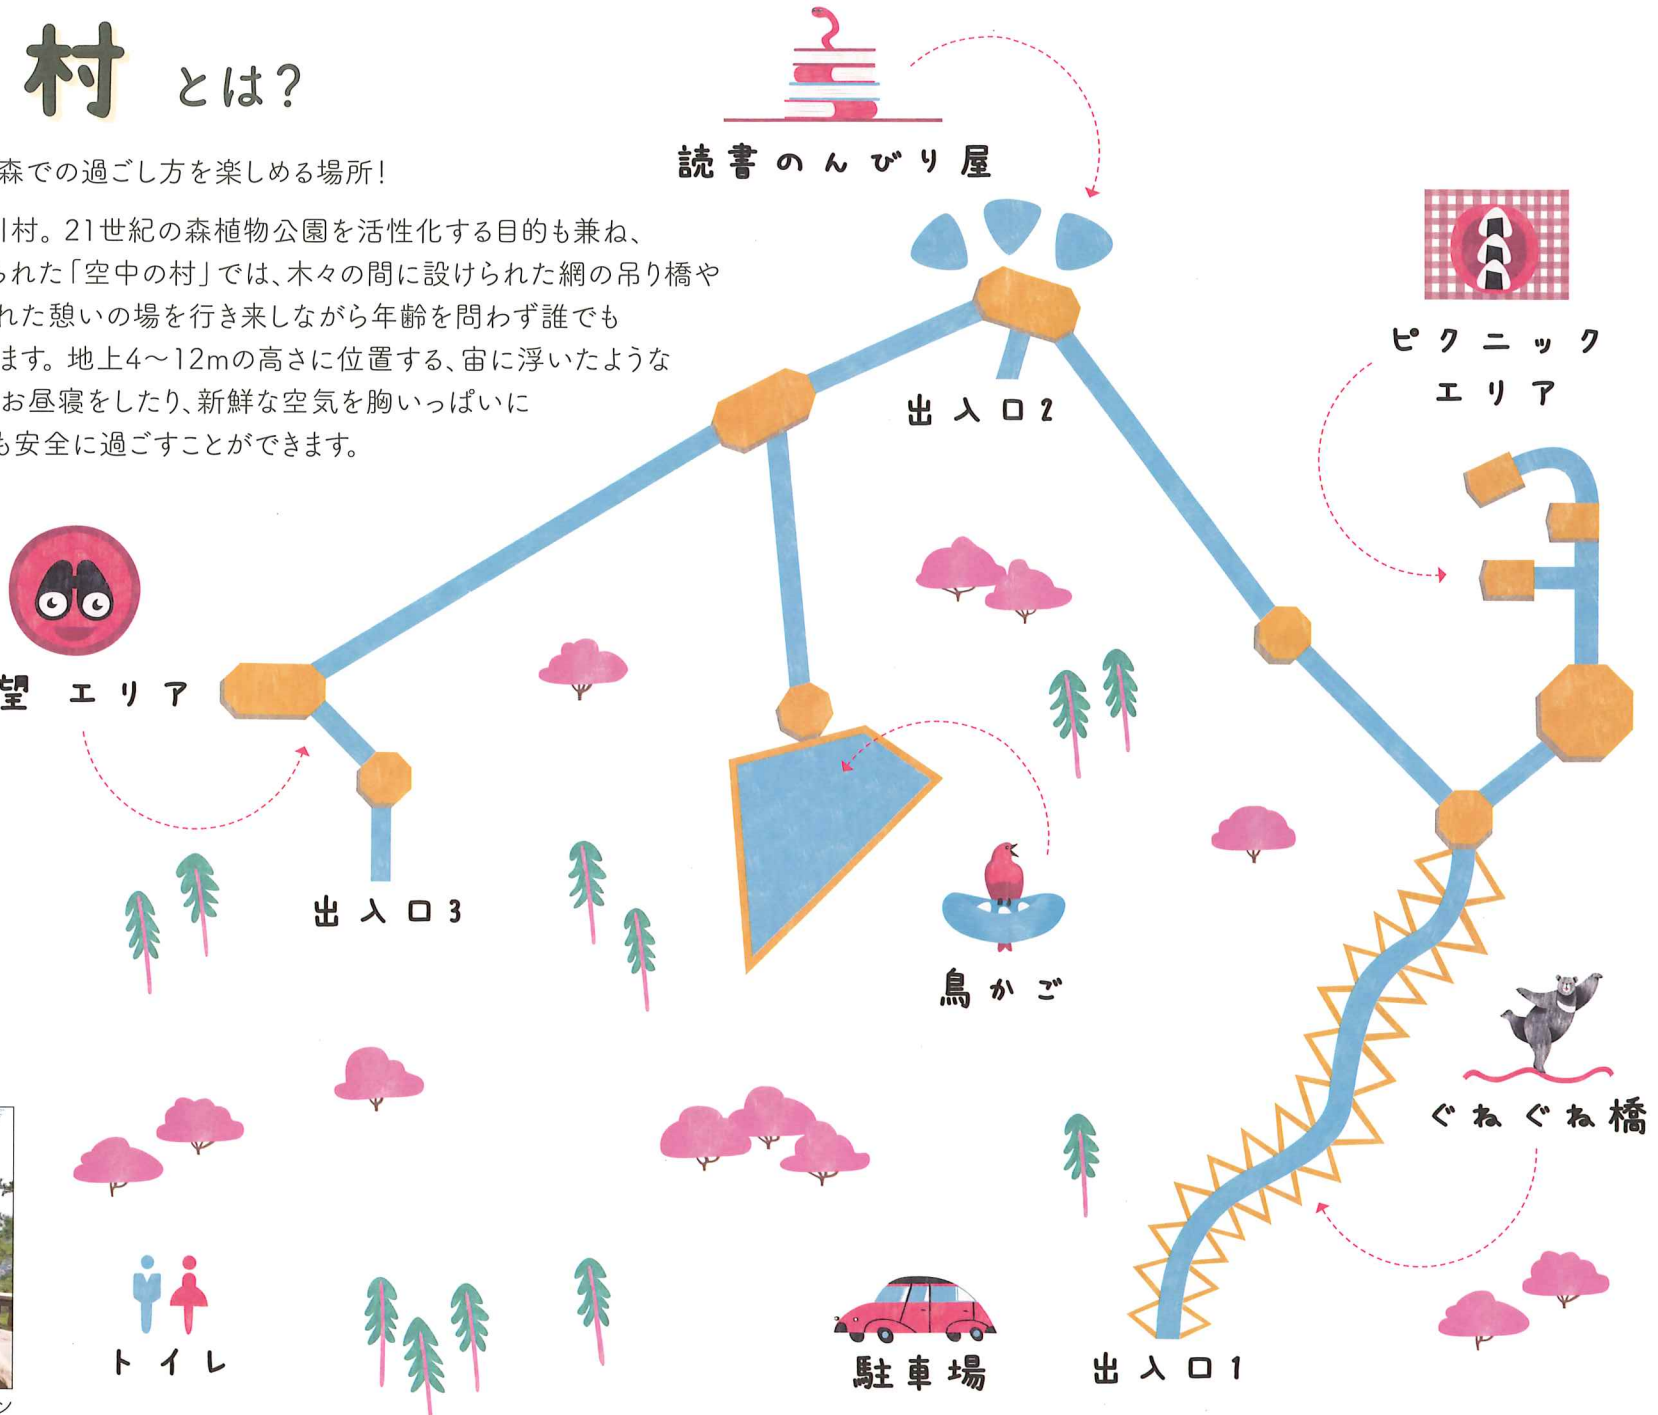 村 とは?
森での過ごし方を楽しめる場所!
川村。21世紀の森植物公園を活性化する目的も兼ね、
られた「空中の村」では、木々の間に設けられた網の吊り橋や
れた憩いの場を行き来しながら年齢を問わず誰でも
ます。地上4〜12mの高さに位置する、宙に浮いたような
お昼寝をしたり、新鮮な空気を胸いっぱいに
も安全に過ごすことができます。
読書のんびり屋
ピクニック
エリア
出入口2
望 エリア
出入口3
鳥かご
ぐねぐね橋
トイレ
駐車場
出入口1
ン